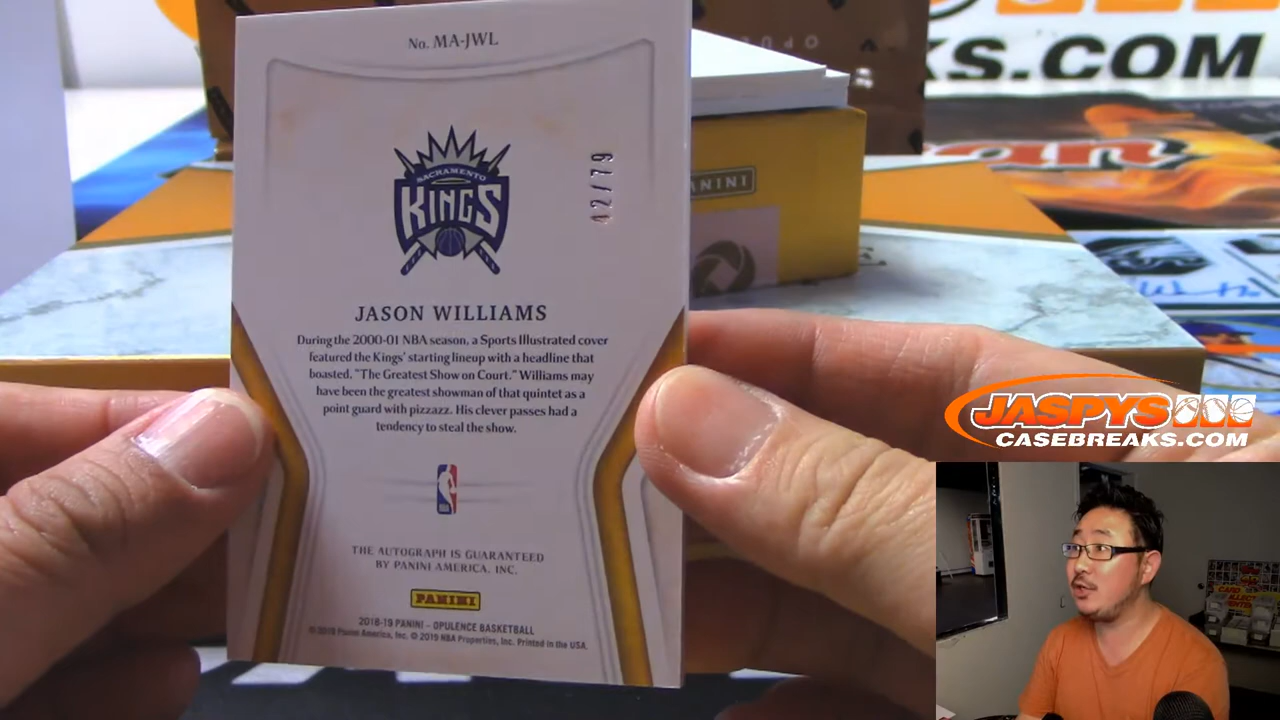 No. MA-JWL
SACRAMENTO
KINGS
42/79
JASON WILLIAMS
During the 2000-01 NBA season, a Sports Illustrated cover
featured the Kings' starting lineup with a headline that
boasted, "The Greatest Show on Court." Williams may
have been the greatest showman of that quintet as a
point guard with pizzazz. His clever passes had a
tendency to steal the show.
NBA
THE AUTOGRAPH IS GUARANTEED
BY PANINI AMERICA, INC.
PANINI
2018-19 PANINI – OPULENCE BASKETBALL
© 2019 Panini America, Inc. © 2019 NBA Properties, Inc. Printed in the USA.
PANINI
KS.COM
JASPYS
CASEBREAKS.COM